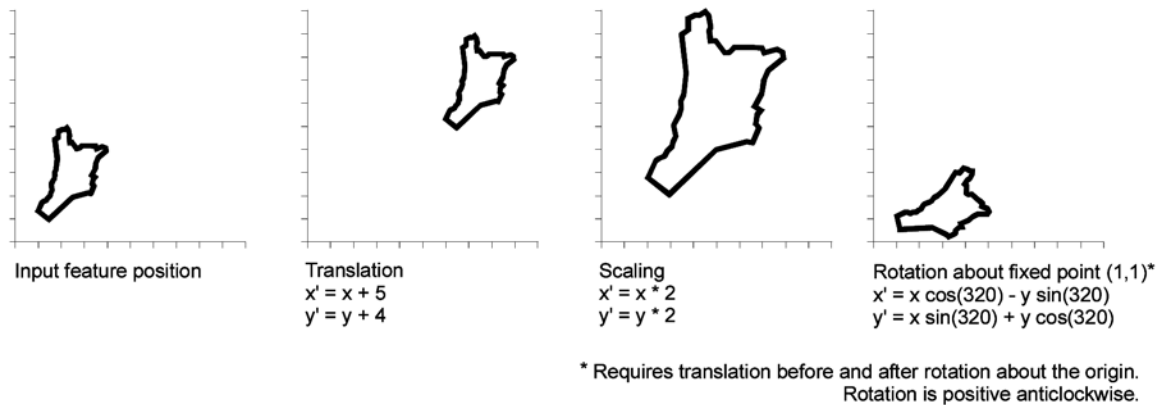 Input feature position
Translation
x' = x + 5
y' = y + 4
Scaling
x' = x * 2
y' = y * 2
Rotation about fixed point (1,1)*
x' = x cos(320) - y sin(320)
y' = x sin(320) + y cos(320)
* Requires translation before and after rotation about the origin.
Rotation is positive anticlockwise.